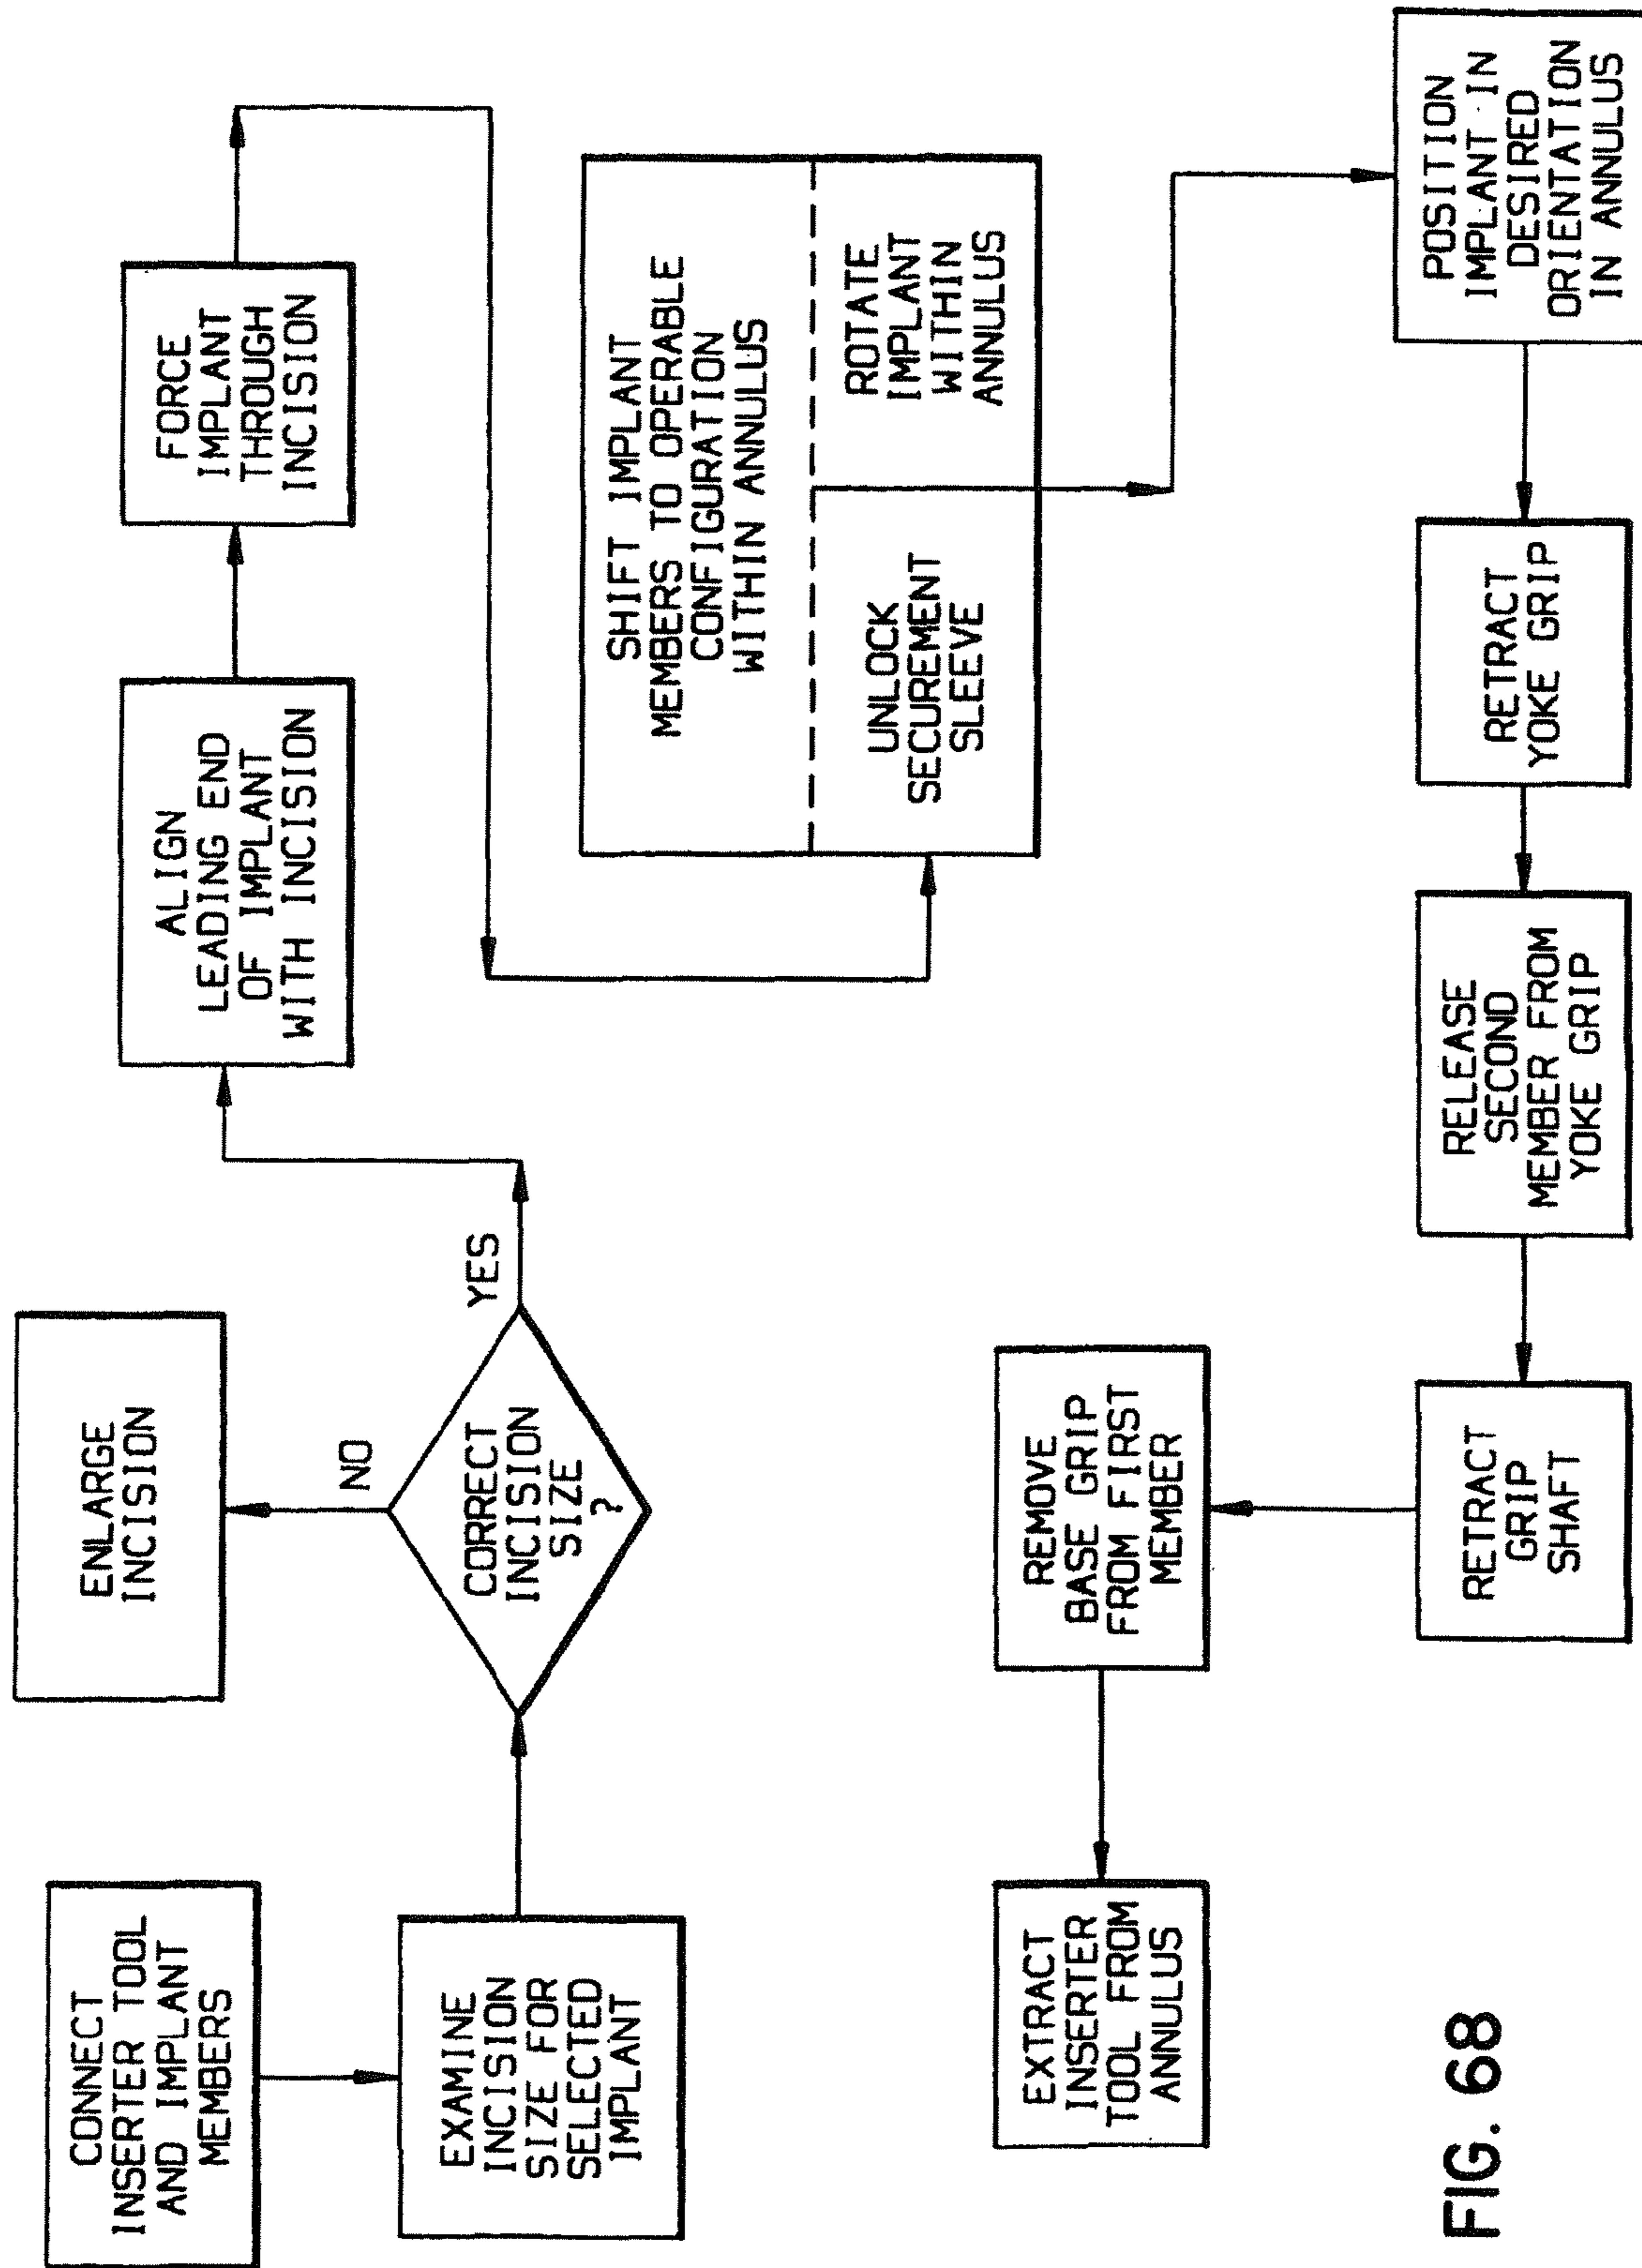 CONNECT
INSERTER TOOL
AND IMPLANT
MEMBERS
EXAMINE
INCISION
SIZE FOR
SELECTED
IMPLANT
ENLARGE
INCISION
NO
CORRECT
INCISION
SIZE
?
YES
ALIGN
LEADING END
OF IMPLANT
WITH INCISION
FORCE
IMPLANT
THROUGH
INCISION
SHIFT IMPLANT
MEMBERS TO OPERABLE
CONFIGURATION
WITHIN ANNULUS
UNLOCK
SECUREMENT
SLEEVE
ROTATE
IMPLANT
WITHIN
ANNULUS
POSITION
IMPLANT IN
DESIRED
ORIENTATION
IN ANNULUS
RETRACT
YOKE GRIP
RELEASE
SECOND
MEMBER FROM
YOKE GRIP
RETRACT
GRIP
SHAFT
REMOVE
BASE GRIP
FROM FIRST
MEMBER
EXTRACT
INSERTER
TOOL FROM
ANNULUS
FIG. 68